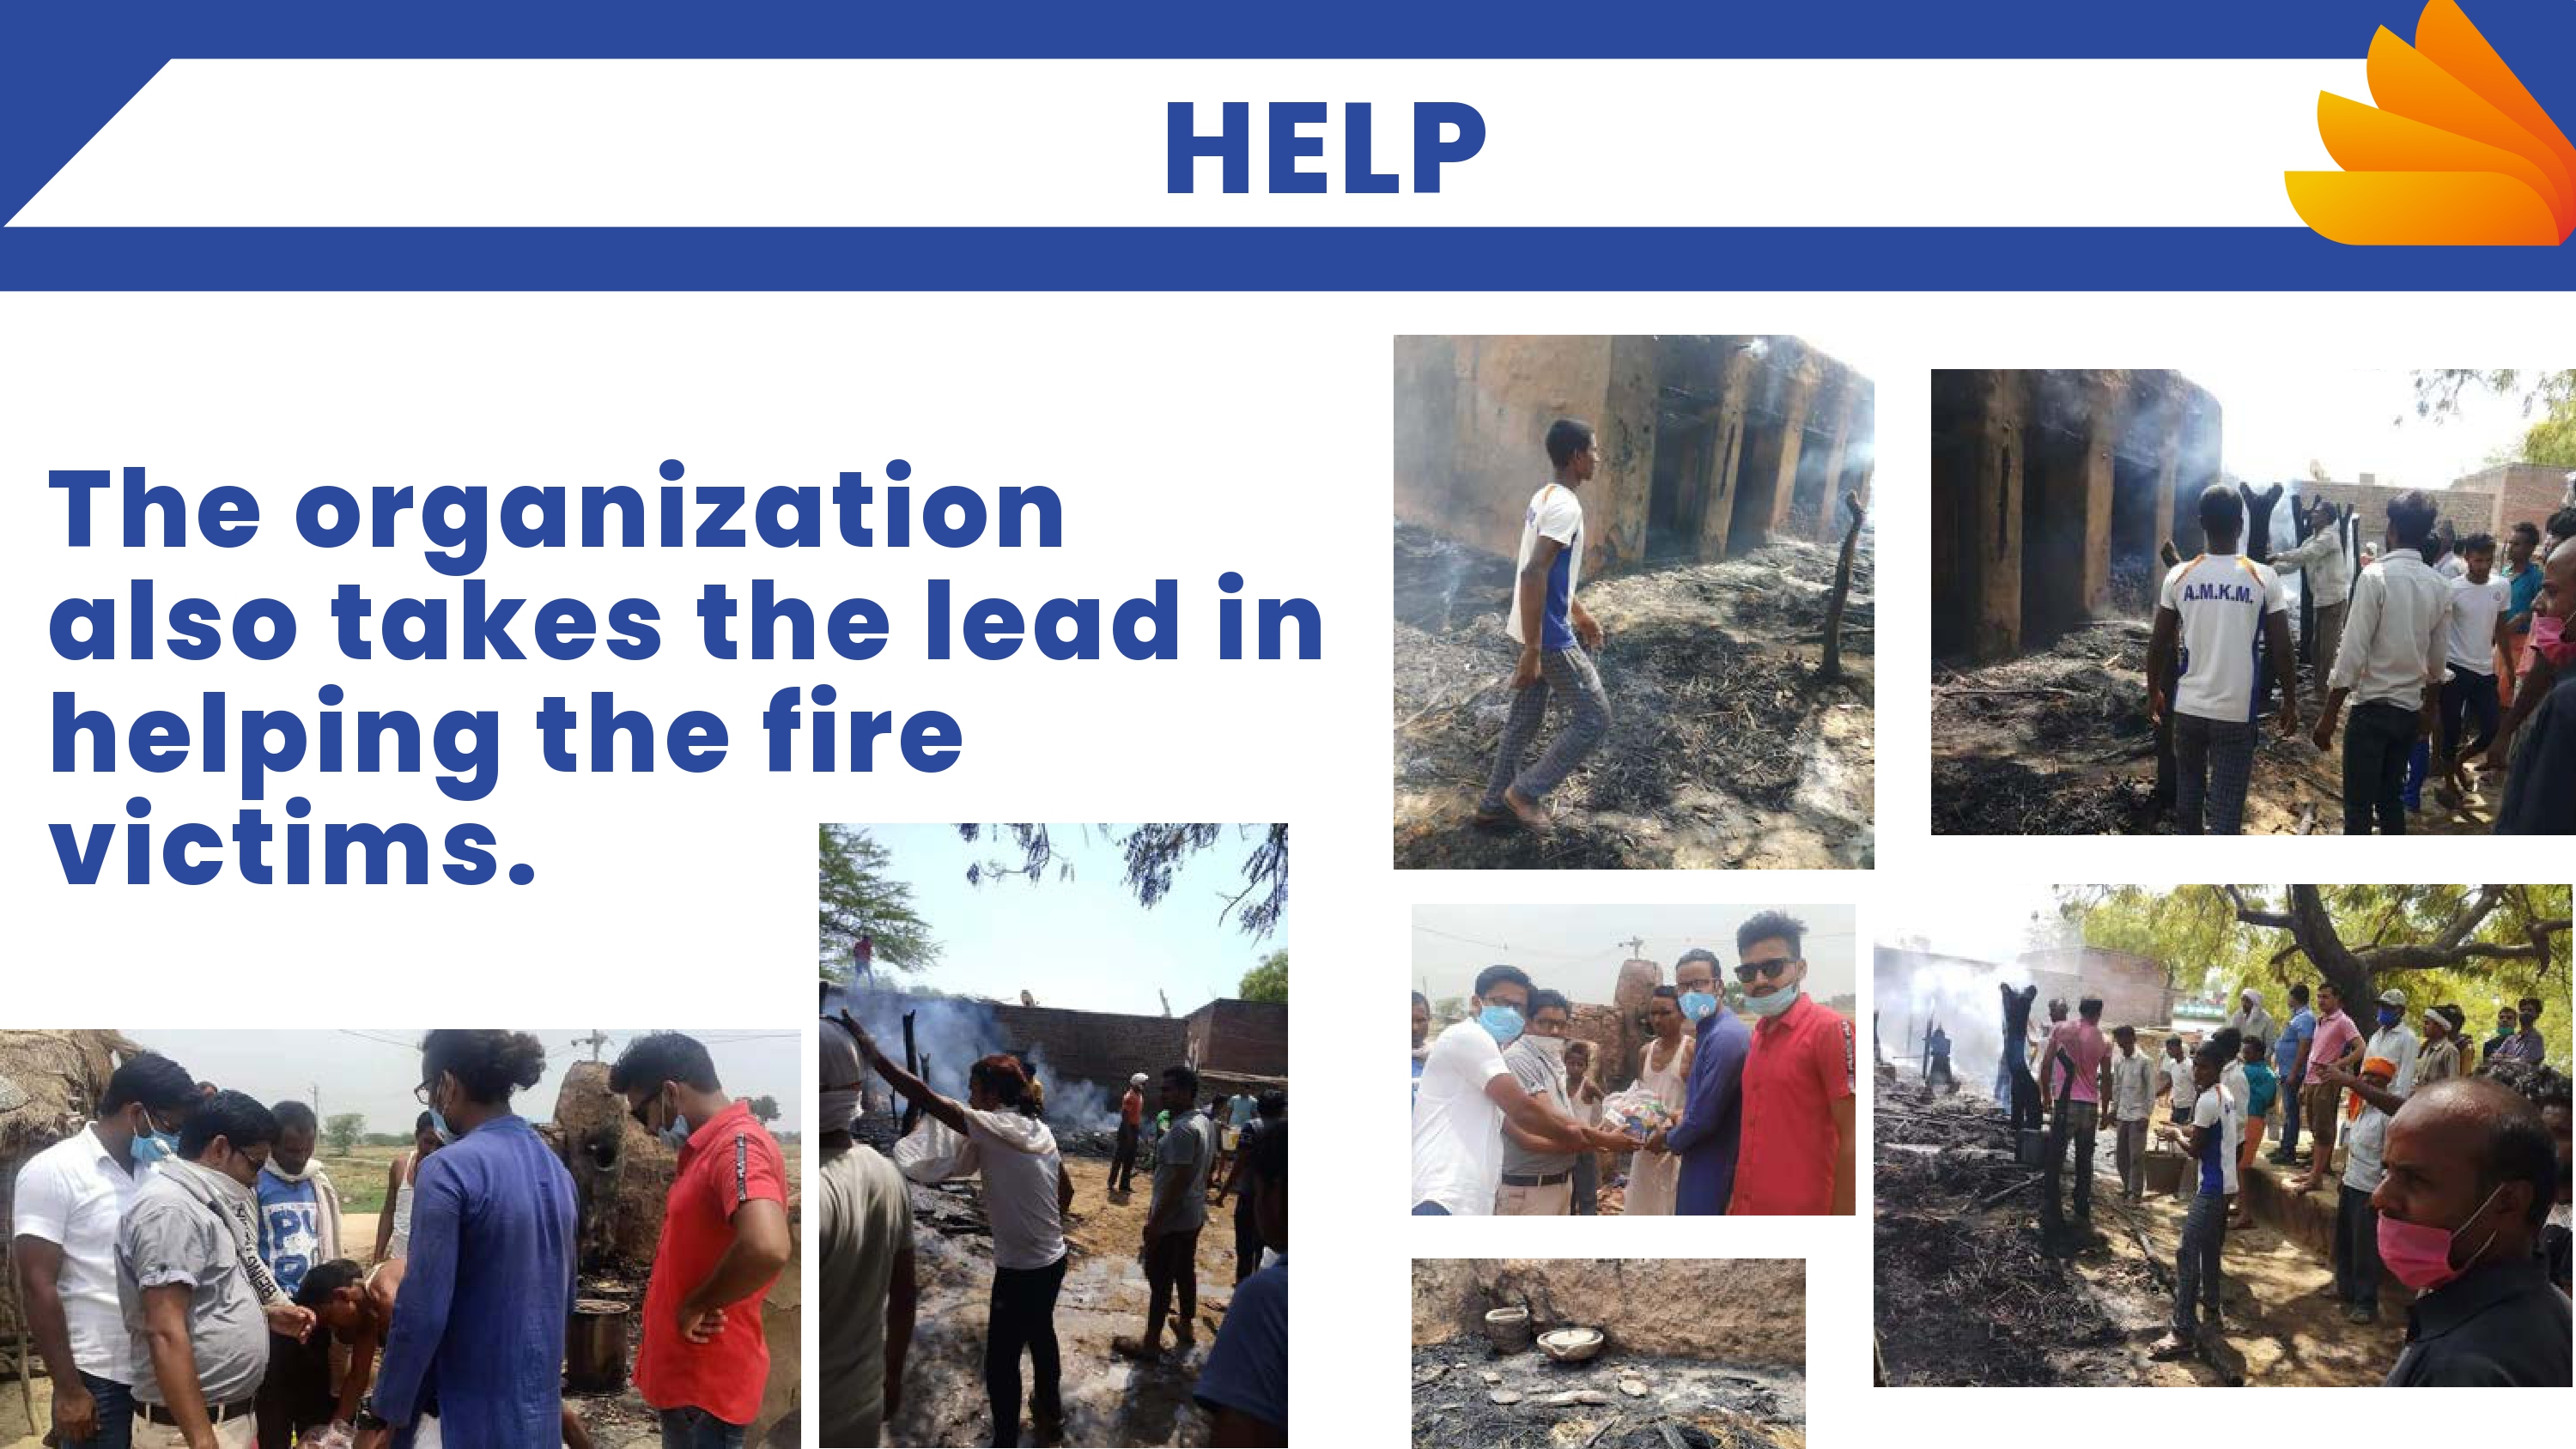 HELP
The organization
also takes the lead in
helping the fire
victims.
A.M.K.M.